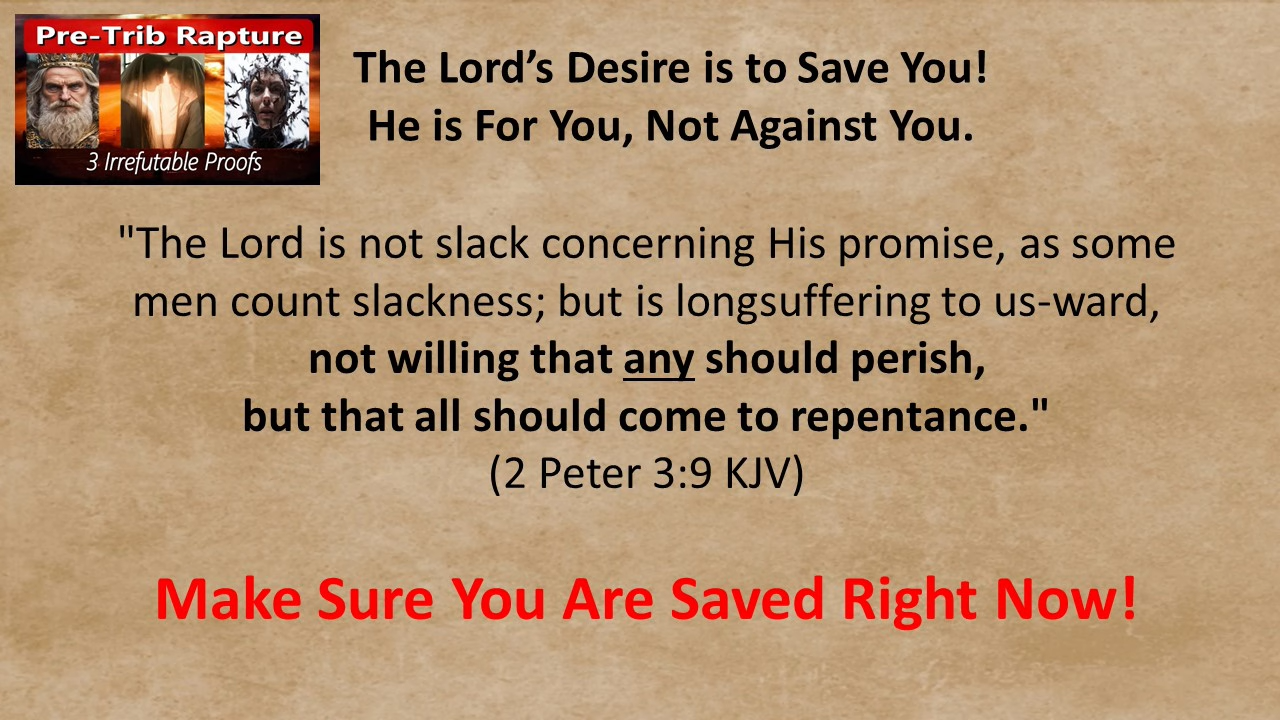 Pre-Trib Rapture
3 Irrefutable Proofs
The Lord’s Desire is to Save You!
He is For You, Not Against You.
"The Lord is not slack concerning His promise, as some
men count slackness; but is longsuffering to us-ward,
not willing that any should perish,
but that all should come to repentance."
(2 Peter 3:9 KJV)
Make Sure You Are Saved Right Now!